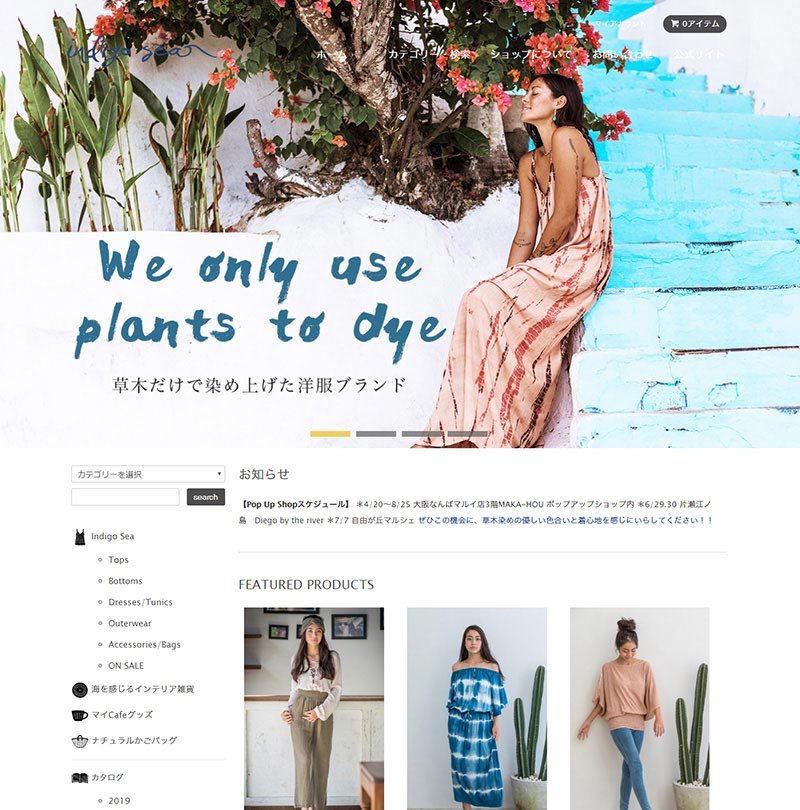 マイアカウント
0アイテム
indigo sea
ホーム
カテゴリー・検索
ショップについて
お問い合わせ
公式サイト
We only use
plants to dye
草木だけで染め上げた洋服ブランド
カテゴリーを選択
search
Indigo Sea
Tops
Bottoms
Dresses/Tunics
Outerwear
Accessories/Bags
ON SALE
海を感じるインテリア雑貨
マイCafeグッズ
ナチュラルかごバッグ
カタログ
2019
お知らせ
【Pop Up Shopスケジュール】 ＊4/20～8/25 大阪なんばマルイ店3階MAKA-HOU ポップアップショップ内 ＊6/29.30 片瀬江ノ
島　Diego by the river ＊7/7 自由が丘マルシェ ぜひこの機会に、草木染めの優しい色合いと着心地を感じにいらしてください！！
FEATURED PRODUCTS